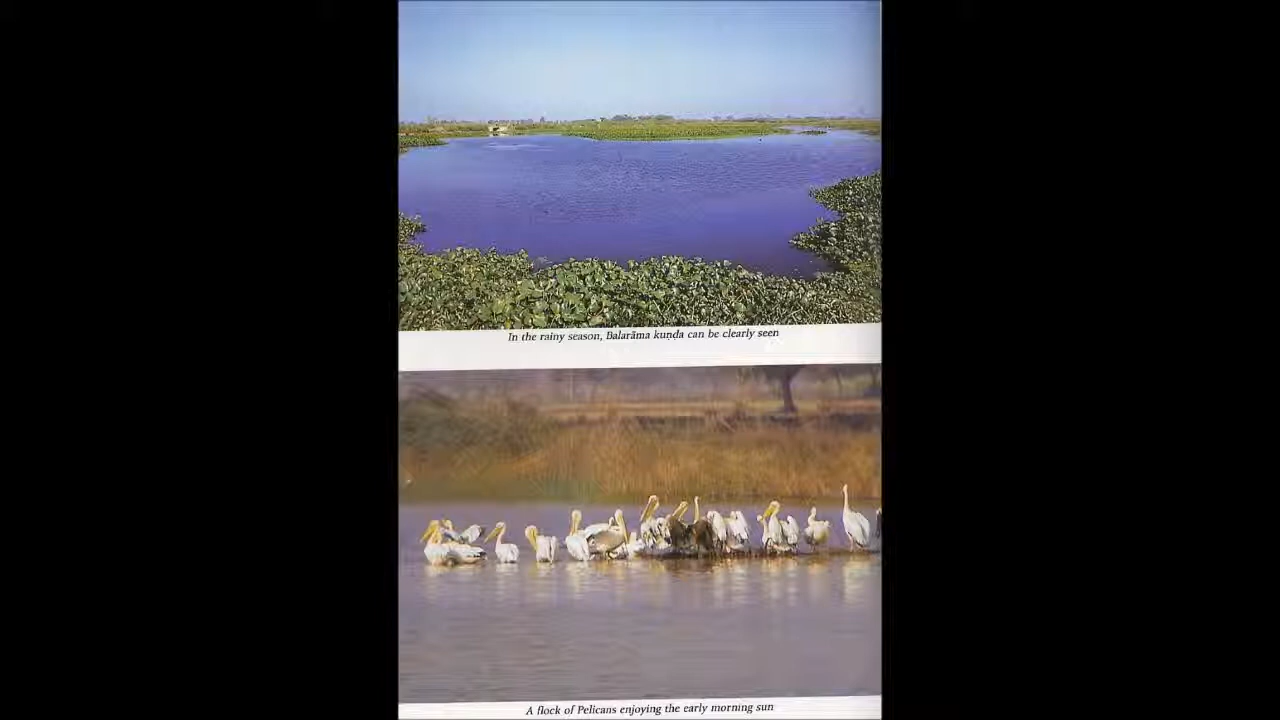 In the rainy season, Balarāma kuṇḍa can be clearly seen
A flock of Pelicans enjoying the early morning sun